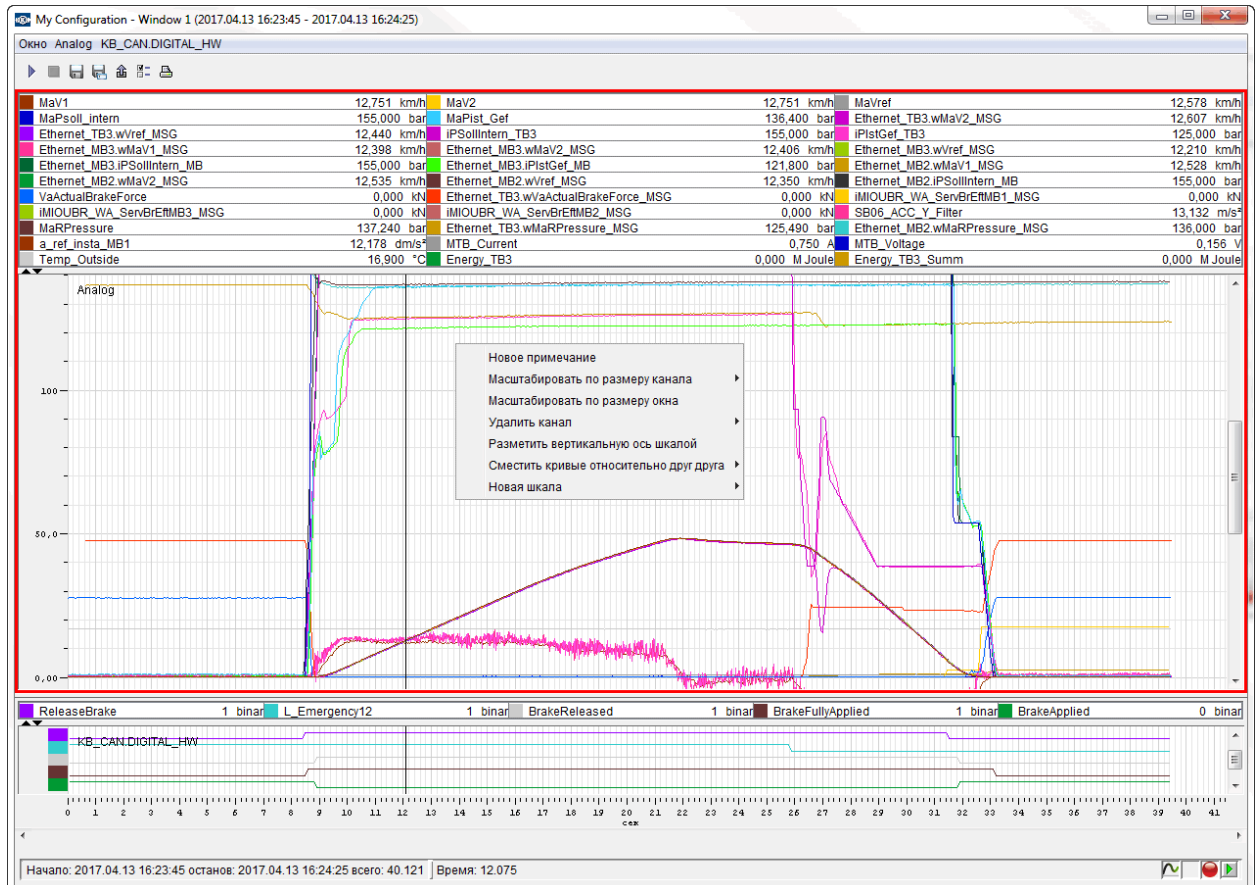 My Configuration - Window 1 (2017.04.13 16:23:45 - 2017.04.13 16:24:25)
Окно Analog KB_CAN.DIGITAL_HW
MaV1 12,751 km/h MaV2 12,751 km/h MaVref 12,578 km/h
MaPsoll_intern 155,000 bar MaPist_Gef 136,400 bar Ethernet_TB3.wMaV2_MSG 12,607 km/h
Ethernet_TB3.wVref_MSG 12,440 km/h iPSollIntern_TB3 155,000 bar iPIstGef_TB3 125,000 bar
Ethernet_MB3.wMaV1_MSG 12,398 km/h Ethernet_MB3.wMaV2_MSG 12,406 km/h Ethernet_MB3.wVref_MSG 12,210 km/h
Ethernet_MB3.iPSollIntern_MB 155,000 bar Ethernet_MB3.iPIstGef_MB 121,800 bar Ethernet_MB2.wMaV1_MSG 12,528 km/h
Ethernet_MB2.wMaV2_MSG 12,535 km/h Ethernet_MB2.wVref_MSG 12,350 km/h Ethernet_MB2.iPSollIntern_MB 155,000 bar
VaActualBrakeForce 0,000 kN Ethernet_TB3.wVaActualBrakeForce_MSG 0,000 kN iMIOUBR_WA_ServBrEftMB1_MSG 0,000 kN
iMIOUBR_WA_ServBrEftMB3_MSG 0,000 kN iMIOUBR_WA_ServBrEftMB2_MSG 0,000 kN SB06_ACC_Y_Filter 13,132 m/s²
MaRPressure 137,240 bar Ethernet_TB3.wMaRPressure_MSG 125,490 bar Ethernet_MB2.wMaRPressure_MSG 136,000 bar
a_ref_insta_MB1 12,178 dm/s² MTB_Current 0,750 A MTB_Voltage 0,156 V
Temp_Outside 16,900 °C Energy_TB3 0,000 M Joule Energy_TB3_Summ 0,000 M Joule
Analog
100
50,0
0,000
Новое примечание
Масштабировать по размеру канала
Масштабировать по размеру окна
Удалить канал
Разметить вертикальную ось шкалой
Сместить кривые относительно друг друга
Новая шкала
ReleaseBrake 1 binar L_Emergency12 1 binar BrakeReleased 1 binar BrakeFullyApplied 1 binar BrakeApplied 0 binar
KB_CAN.DIGITAL_HW
0 1 2 3 4 5 6 7 8 9 10 11 12 13 14 15 16 17 18 19 20 21 22 23 24 25 26 27 28 29 30 31 32 33 34 35 36 37 38 39 40 41
сек
Начало: 2017.04.13 16:23:45 останов: 2017.04.13 16:24:25 всего: 40.121 Время: 12.075